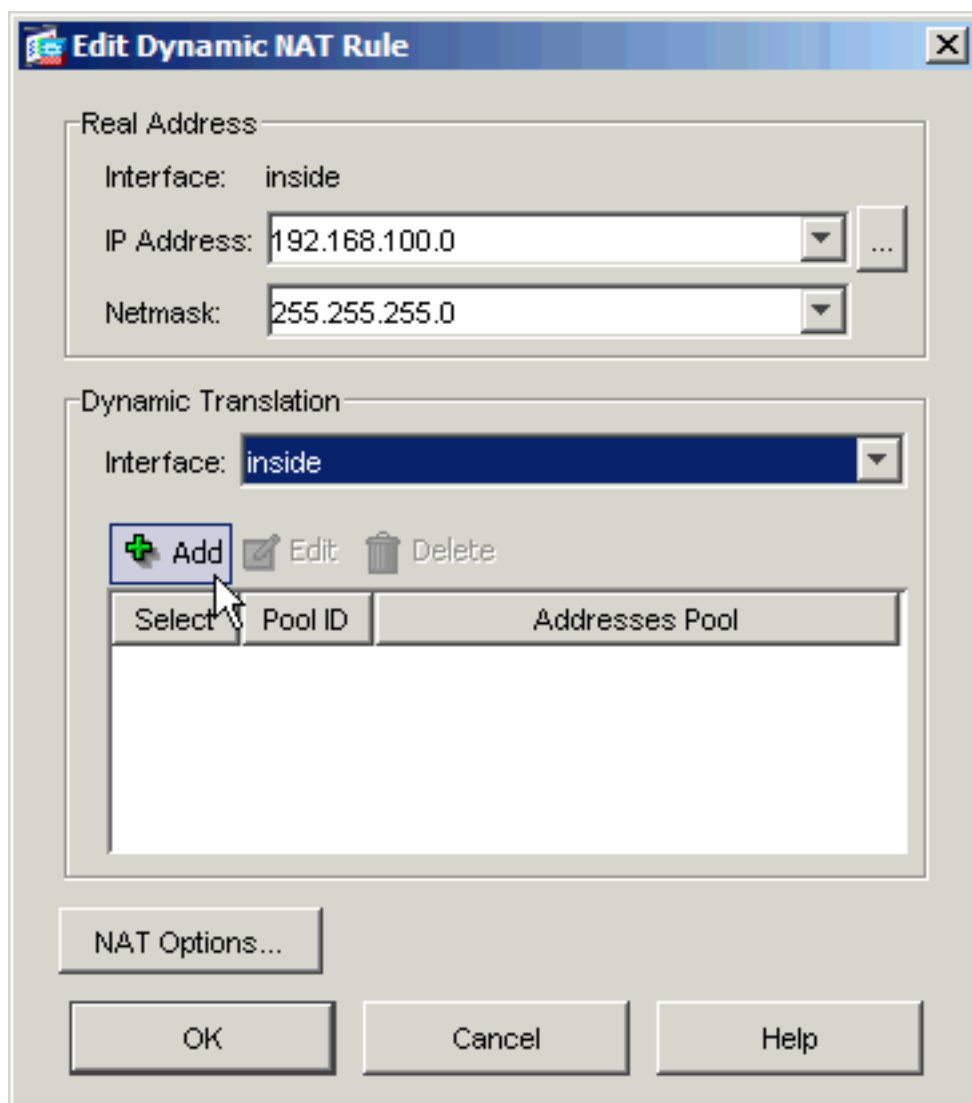 Edit Dynamic NAT Rule
Real Address
Interface: inside
IP Address: 192.168.100.0 ...
Netmask: 255.255.255.0
Dynamic Translation
Interface: inside
Add Edit Delete
Select Pool ID Addresses Pool
NAT Options...
OK Cancel Help